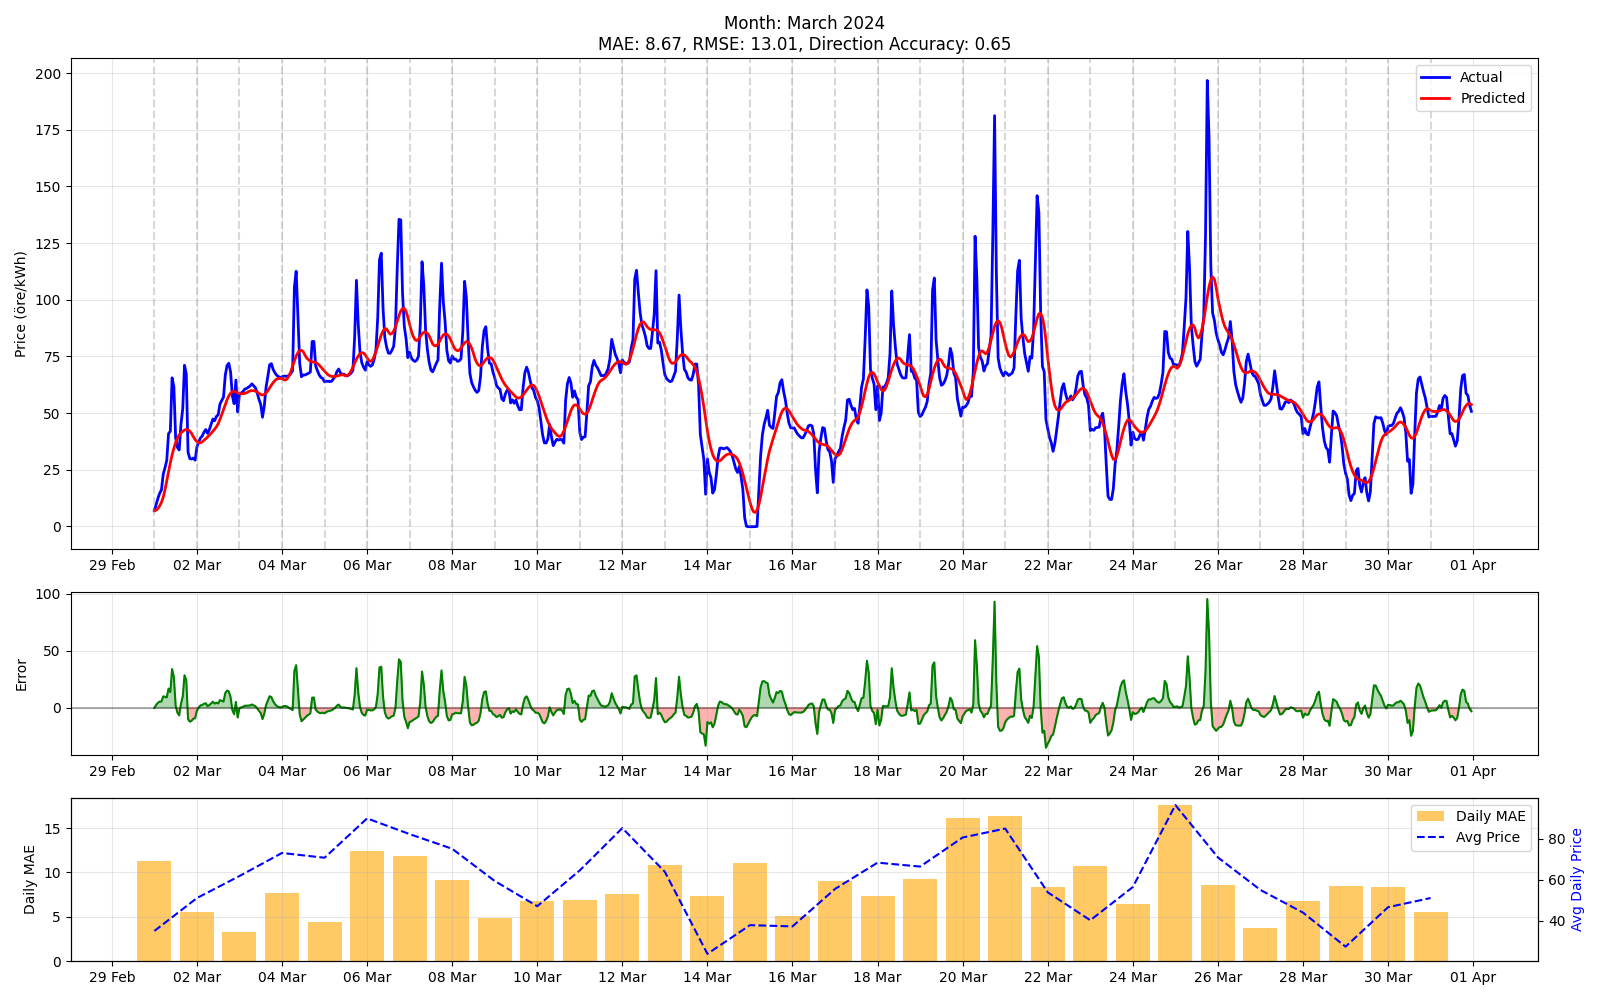 Month: March 2024
MAE: 8.67, RMSE: 13.01, Direction Accuracy: 0.65
Price (öre/kWh)
200
175
150
125
100
75
50
25
0
Actual
Predicted
29 Feb 02 Mar 04 Mar 06 Mar 08 Mar 10 Mar 12 Mar 14 Mar 16 Mar 18 Mar 20 Mar 22 Mar 24 Mar 26 Mar 28 Mar 30 Mar 01 Apr
Error
100
50
0
29 Feb 02 Mar 04 Mar 06 Mar 08 Mar 10 Mar 12 Mar 14 Mar 16 Mar 18 Mar 20 Mar 22 Mar 24 Mar 26 Mar 28 Mar 30 Mar 01 Apr
Daily MAE
15
10
5
0
Daily MAE
Avg Price
80
60
40
Avg Daily Price
29 Feb 02 Mar 04 Mar 06 Mar 08 Mar 10 Mar 12 Mar 14 Mar 16 Mar 18 Mar 20 Mar 22 Mar 24 Mar 26 Mar 28 Mar 30 Mar 01 Apr